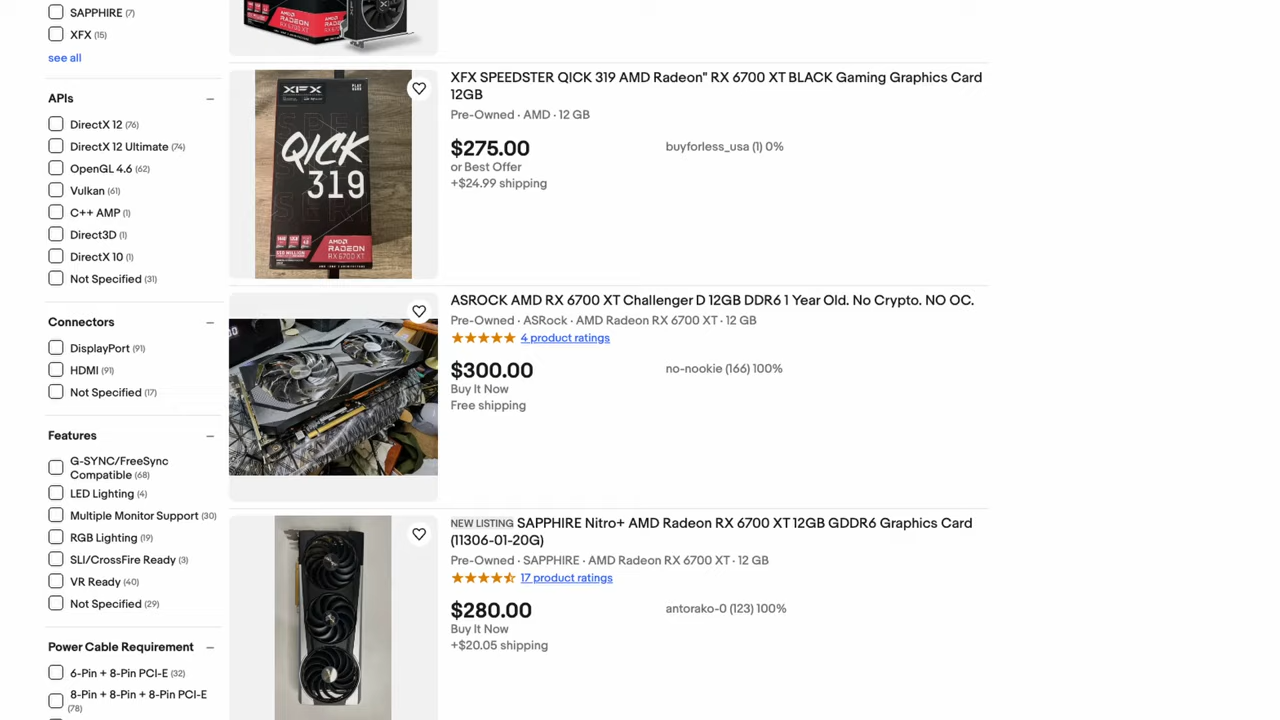 SAPPHIRE (7)
XFX (15)
see all
APIs
DirectX 12 (76)
DirectX 12 Ultimate (74)
OpenGL 4.6 (62)
Vulkan (61)
C++ AMP (1)
Direct3D (1)
DirectX 10 (1)
Not Specified (31)
Connectors
DisplayPort (91)
HDMI (91)
Not Specified (17)
Features
G-SYNC/FreeSync
Compatible (68)
LED Lighting (4)
Multiple Monitor Support (30)
RGB Lighting (19)
SLI/CrossFire Ready (3)
VR Ready (40)
Not Specified (29)
Power Cable Requirement
6-Pin + 8-Pin PCI-E (32)
8-Pin + 8-Pin + 8-Pin PCI-E
(78)
RADEON
RX 6700 XT
XFX
QICK
319
AMD
RADEON
RX 6700 XT
XFX SPEEDSTER QICK 319 AMD Radeon" RX 6700 XT BLACK Gaming Graphics Card
12GB
Pre-Owned · AMD · 12 GB
$275.00
buyforless_usa (1) 0%
or Best Offer
+$24.99 shipping
ASROCK AMD RX 6700 XT Challenger D 12GB DDR6 1 Year Old. No Crypto. NO OC.
Pre-Owned · ASRock · AMD Radeon RX 6700 XT · 12 GB
4 product ratings
$300.00
no-nookie (166) 100%
Buy It Now
Free shipping
NEW LISTING SAPPHIRE Nitro+ AMD Radeon RX 6700 XT 12GB GDDR6 Graphics Card
(11306-01-20G)
Pre-Owned · SAPPHIRE · AMD Radeon RX 6700 XT · 12 GB
17 product ratings
$280.00
antorako-0 (123) 100%
Buy It Now
+$20.05 shipping